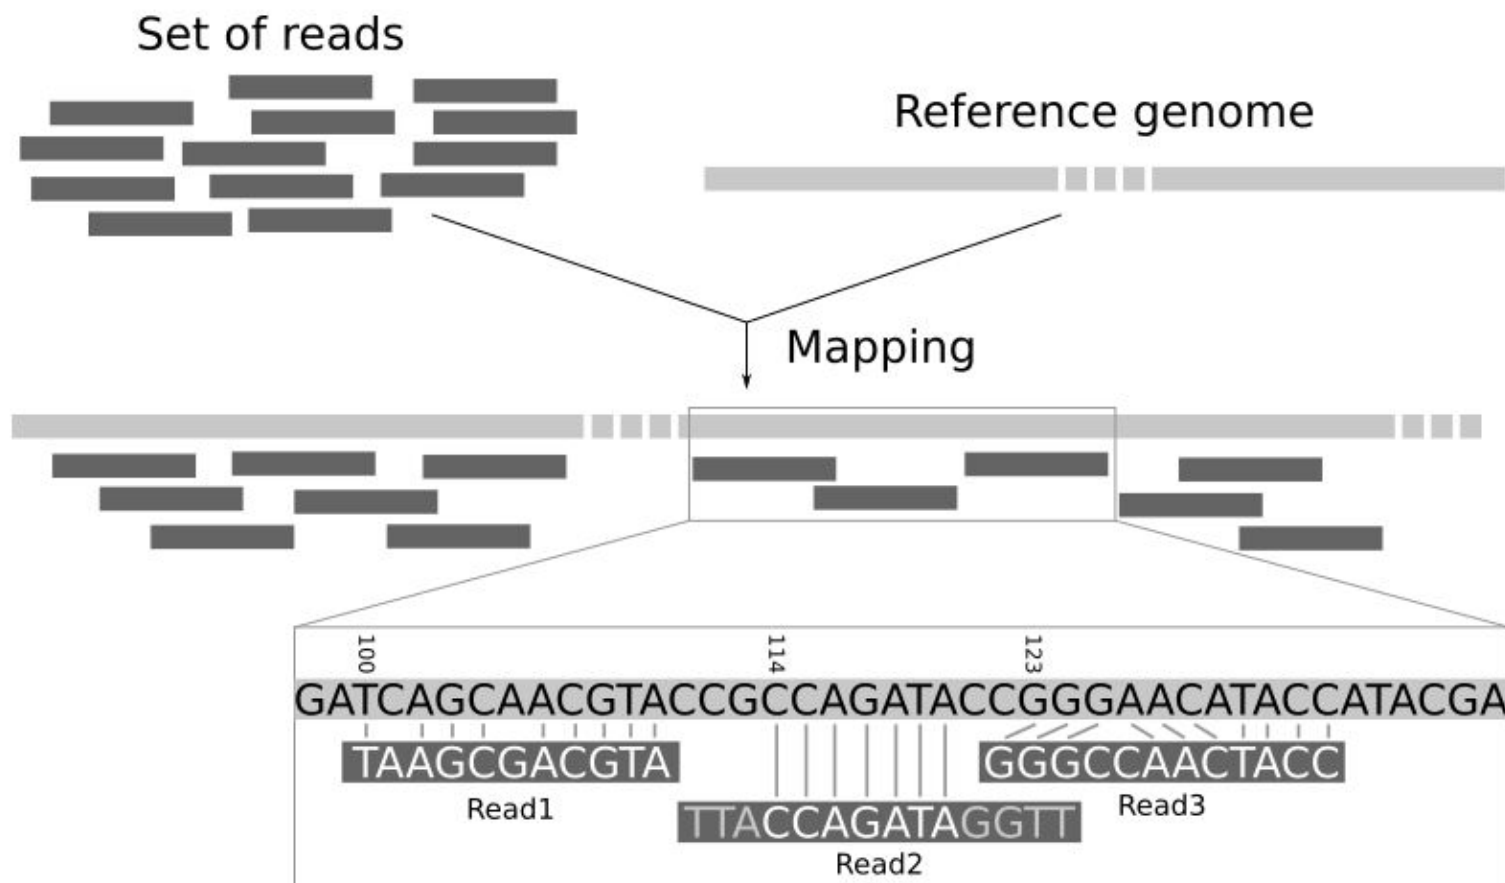 Set of reads
Reference genome
Mapping
100 114 123
GATCAGCAACGTACCGCCAGATACCGGGAACATACCATACGA
TAAGCGACGTA
Read1
TTACCAGATAGGTT
Read2
GGGCCAACTACC
Read3